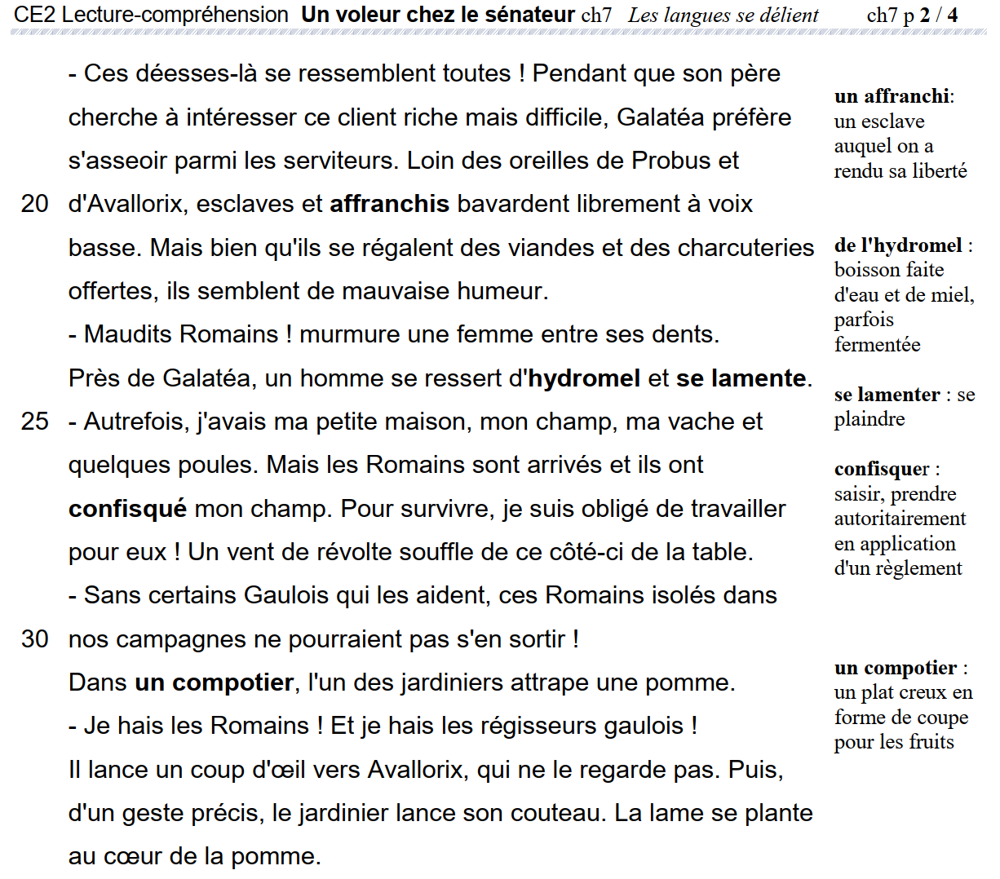 CE2 Lecture-compréhension Un voleur chez le sénateur ch7 Les langues se délient ch7 p 2 / 4
- Ces déesses-là se ressemblent toutes ! Pendant que son père
cherche à intéresser ce client riche mais difficile, Galatéa préfère
s'asseoir parmi les serviteurs. Loin des oreilles de Probus et
20 d'Avallorix, esclaves et affranchis bavardent librement à voix
basse. Mais bien qu'ils se régalent des viandes et des charcuteries
offertes, ils semblent de mauvaise humeur.
- Maudits Romains ! murmure une femme entre ses dents.
Près de Galatéa, un homme se ressert d'hydromel et se lamente.
25 - Autrefois, j'avais ma petite maison, mon champ, ma vache et
quelques poules. Mais les Romains sont arrivés et ils ont
confisqué mon champ. Pour survivre, je suis obligé de travailler
pour eux ! Un vent de révolte souffle de ce côté-ci de la table.
- Sans certains Gaulois qui les aident, ces Romains isolés dans
30 nos campagnes ne pourraient pas s'en sortir !
Dans un compotier, l'un des jardiniers attrape une pomme.
- Je hais les Romains ! Et je hais les régisseurs gaulois !
Il lance un coup d'œil vers Avallorix, qui ne le regarde pas. Puis,
d'un geste précis, le jardinier lance son couteau. La lame se plante
au cœur de la pomme.
un affranchi:
un esclave
auquel on a
rendu sa liberté
de l'hydromel :
boisson faite
d'eau et de miel,
parfois
fermentée
se lamenter : se
plaindre
confisquer :
saisir, prendre
autoritairement
en application
d'un règlement
un compotier :
un plat creux en
forme de coupe
pour les fruits